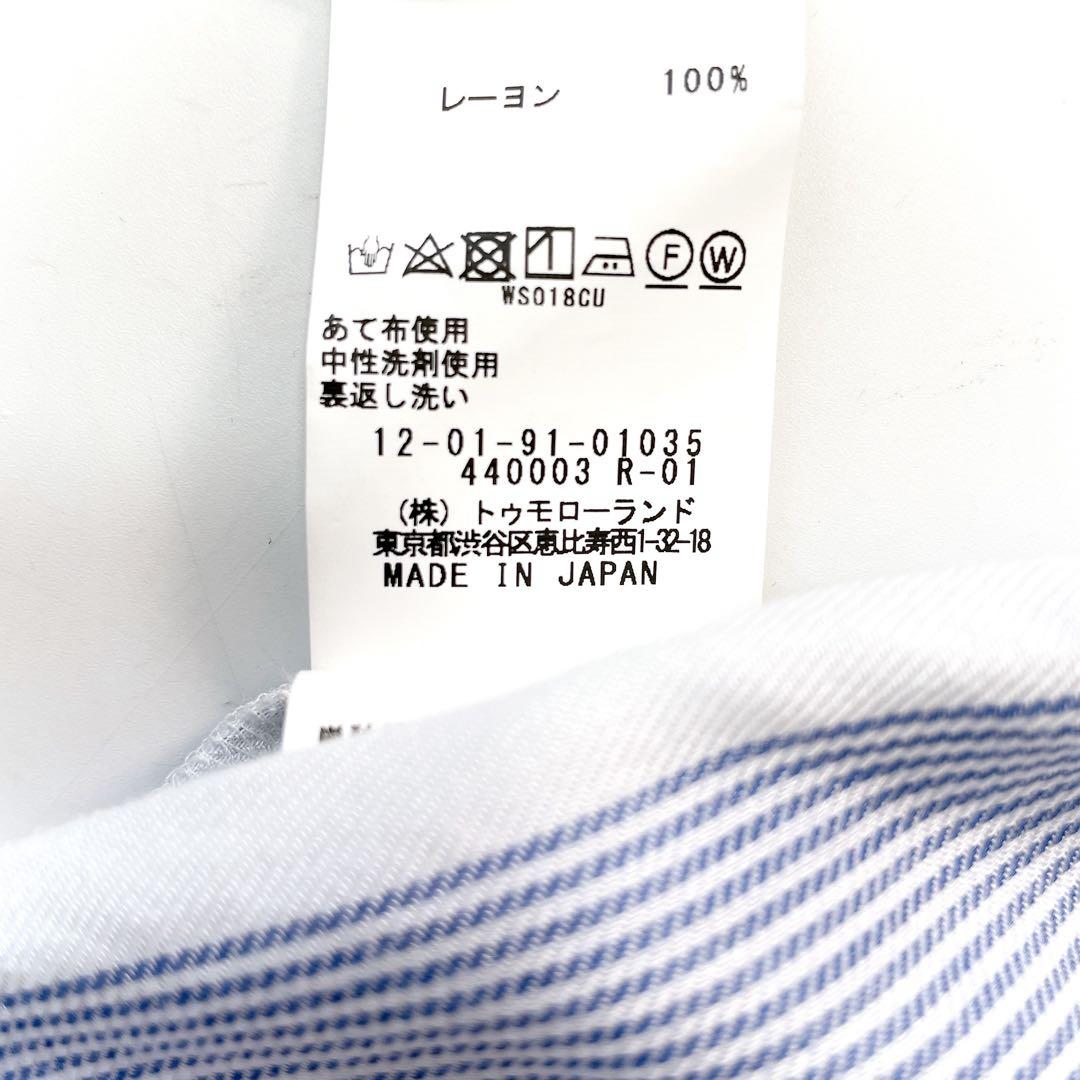 レーヨン 100%
F W
WS018CU
あて布使用
中性洗剤使用
裏返し洗い
12-01-91-01035
440003 R-01
(株) トゥモローランド
東京都渋谷区恵比寿西1-32-18
MADE IN JAPAN